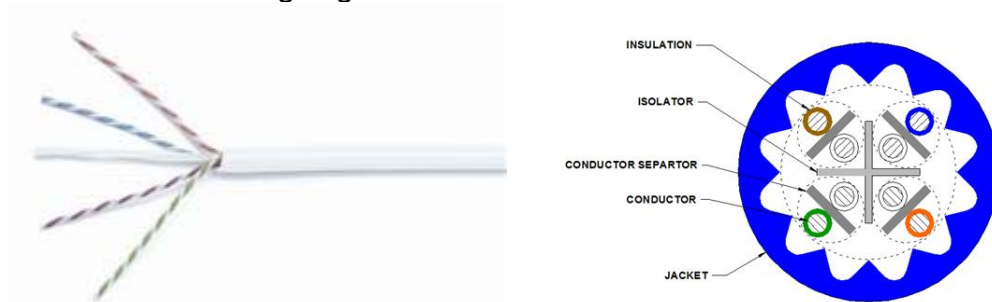 INSULATION
ISOLATOR
CONDUCTOR SEPARTOR
CONDUCTOR
JACKET